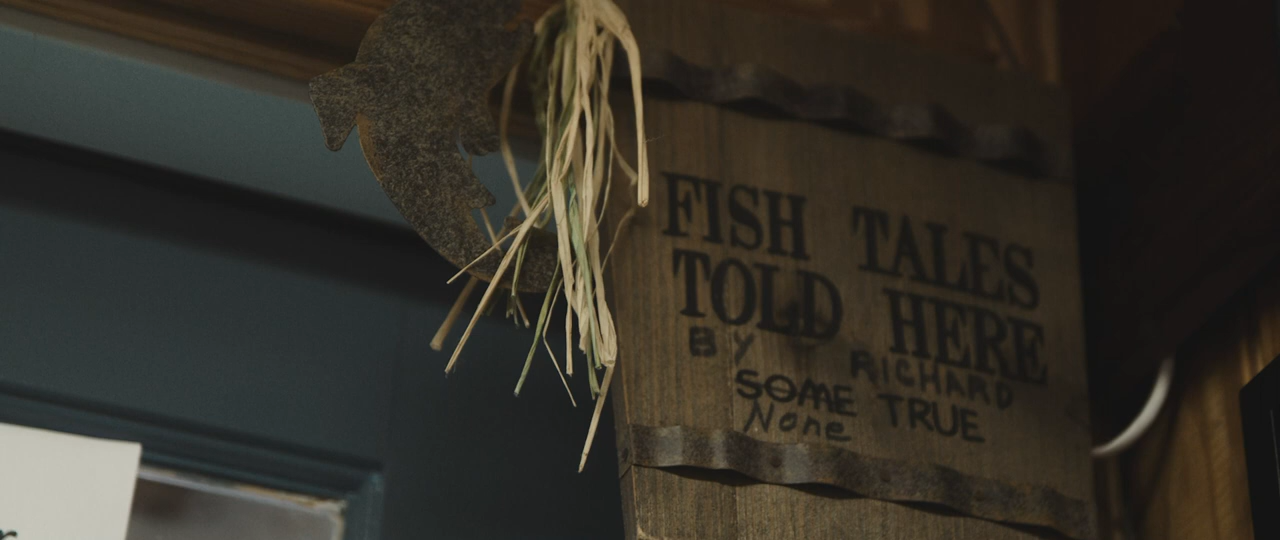 FISH TALES
TOLD HERE
BY RICHARD
SOME TRUE
None